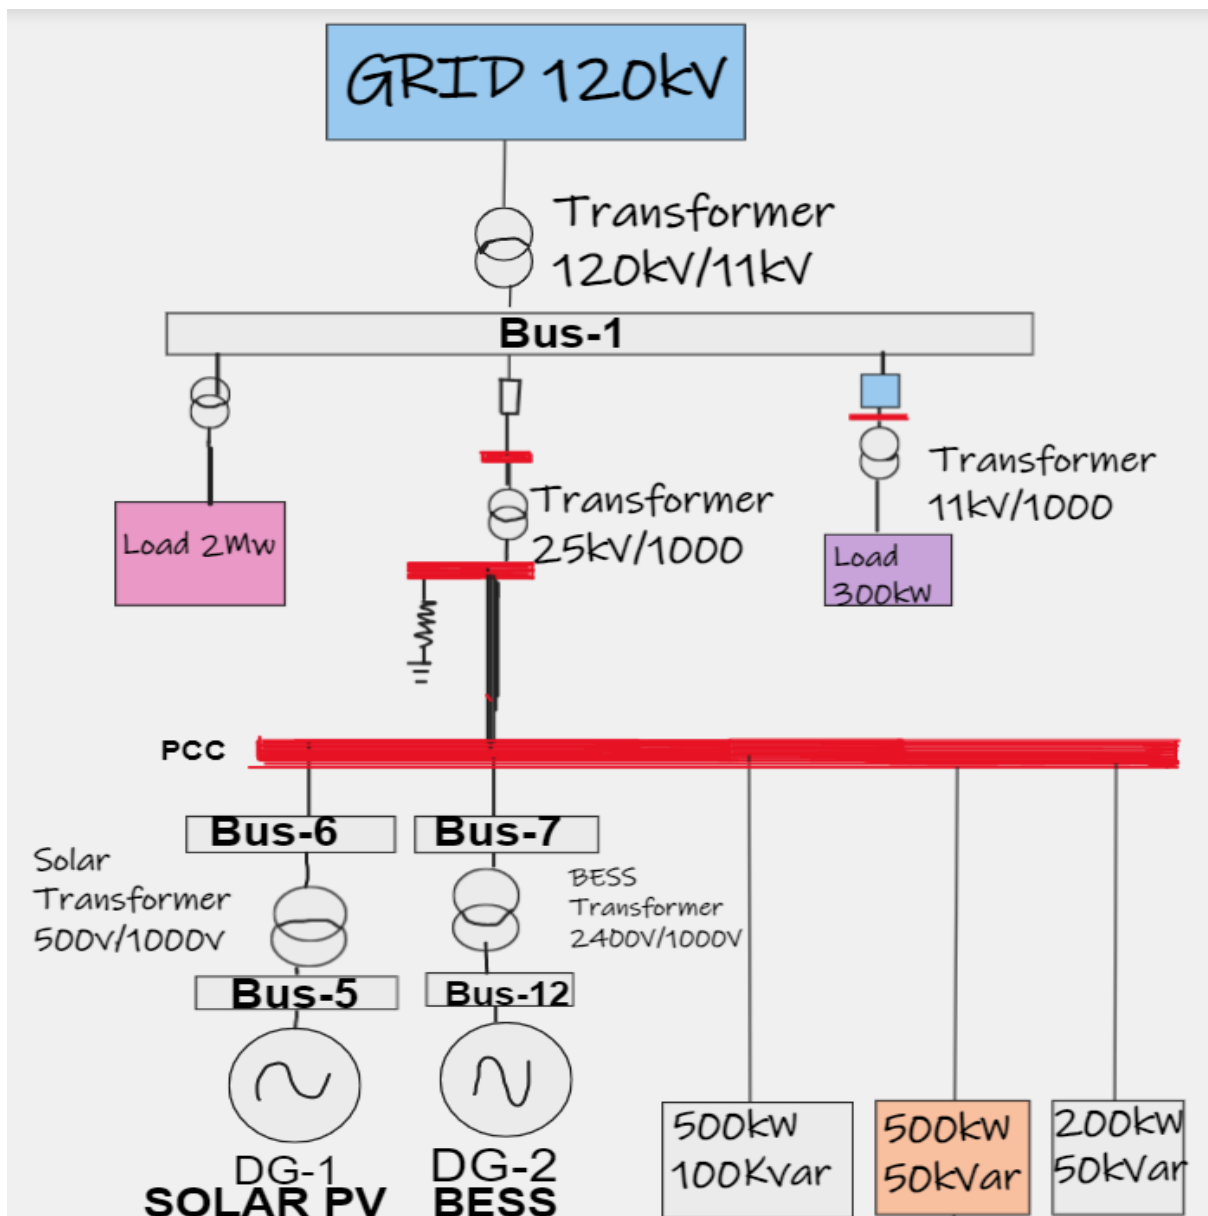 GRID 120kV
Transformer
120kV/11kV
Bus-1
Load 2Mw
Transformer
25kV/1000
Transformer
11kV/1000
Load
300kW
PCC
Bus-6
Bus-7
Solar
Transformer
500v/1000v
BESS
Transformer
2400V/1000V
Bus-5
Bus-12
DG-1
SOLAR PV
DG-2
BESS
500kW
100Kvar
500kW
50kVar
200kW
50kVar